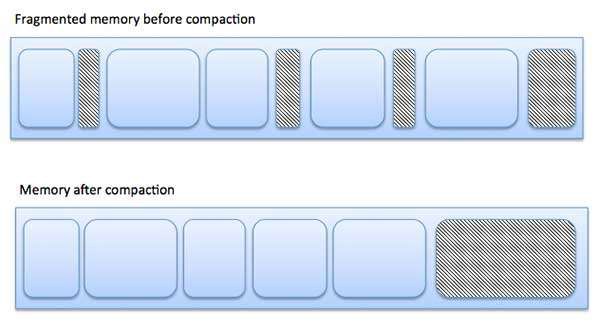 Fragmented memory before compaction
Memory after compaction